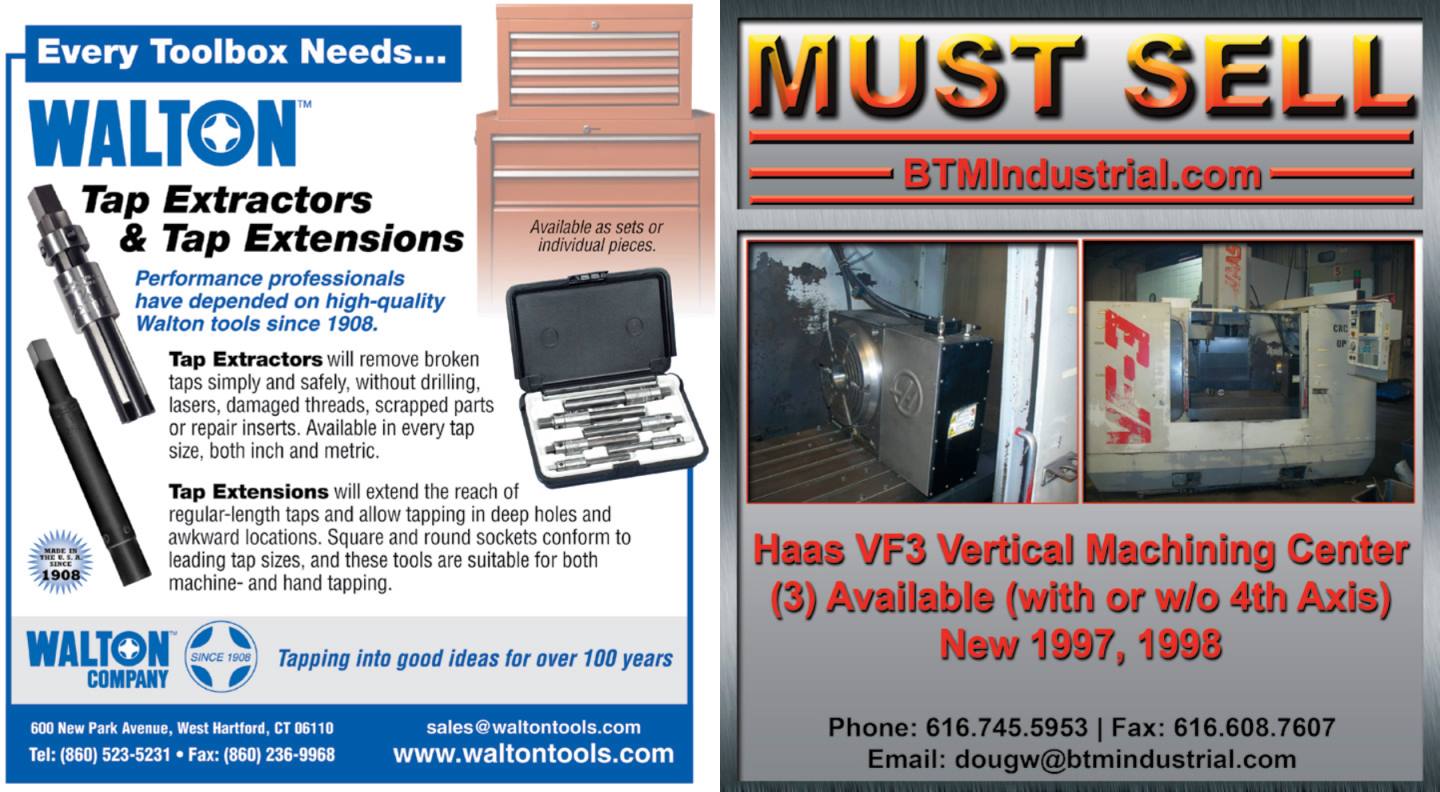 Every Toolbox Needs...
WALTON™
Tap Extractors
& Tap Extensions
Performance professionals
have depended on high-quality
Walton tools since 1908.
Available as sets or
individual pieces.
Tap Extractors will remove broken
taps simply and safely, without drilling,
lasers, damaged threads, scrapped parts
or repair inserts. Available in every tap
size, both inch and metric.
Tap Extensions will extend the reach of
regular-length taps and allow tapping in deep holes and
awkward locations. Square and round sockets conform to
leading tap sizes, and these tools are suitable for both
machine- and hand tapping.
MADE IN
THE U.S.A.
SINCE
1908
WALTON™
COMPANY
SINCE 1908
Tapping into good ideas for over 100 years
600 New Park Avenue, West Hartford, CT 06110
Tel: (860) 523-5231 • Fax: (860) 236-9968
sales@waltontools.com
www.waltontools.com
MUST SELL
BTMIndustrial.com
HAAS
VF-3
Haas VF3 Vertical Machining Center
(3) Available (with or w/o 4th Axis)
New 1997, 1998
Phone: 616.745.5953 | Fax: 616.608.7607
Email: dougw@btmindustrial.com